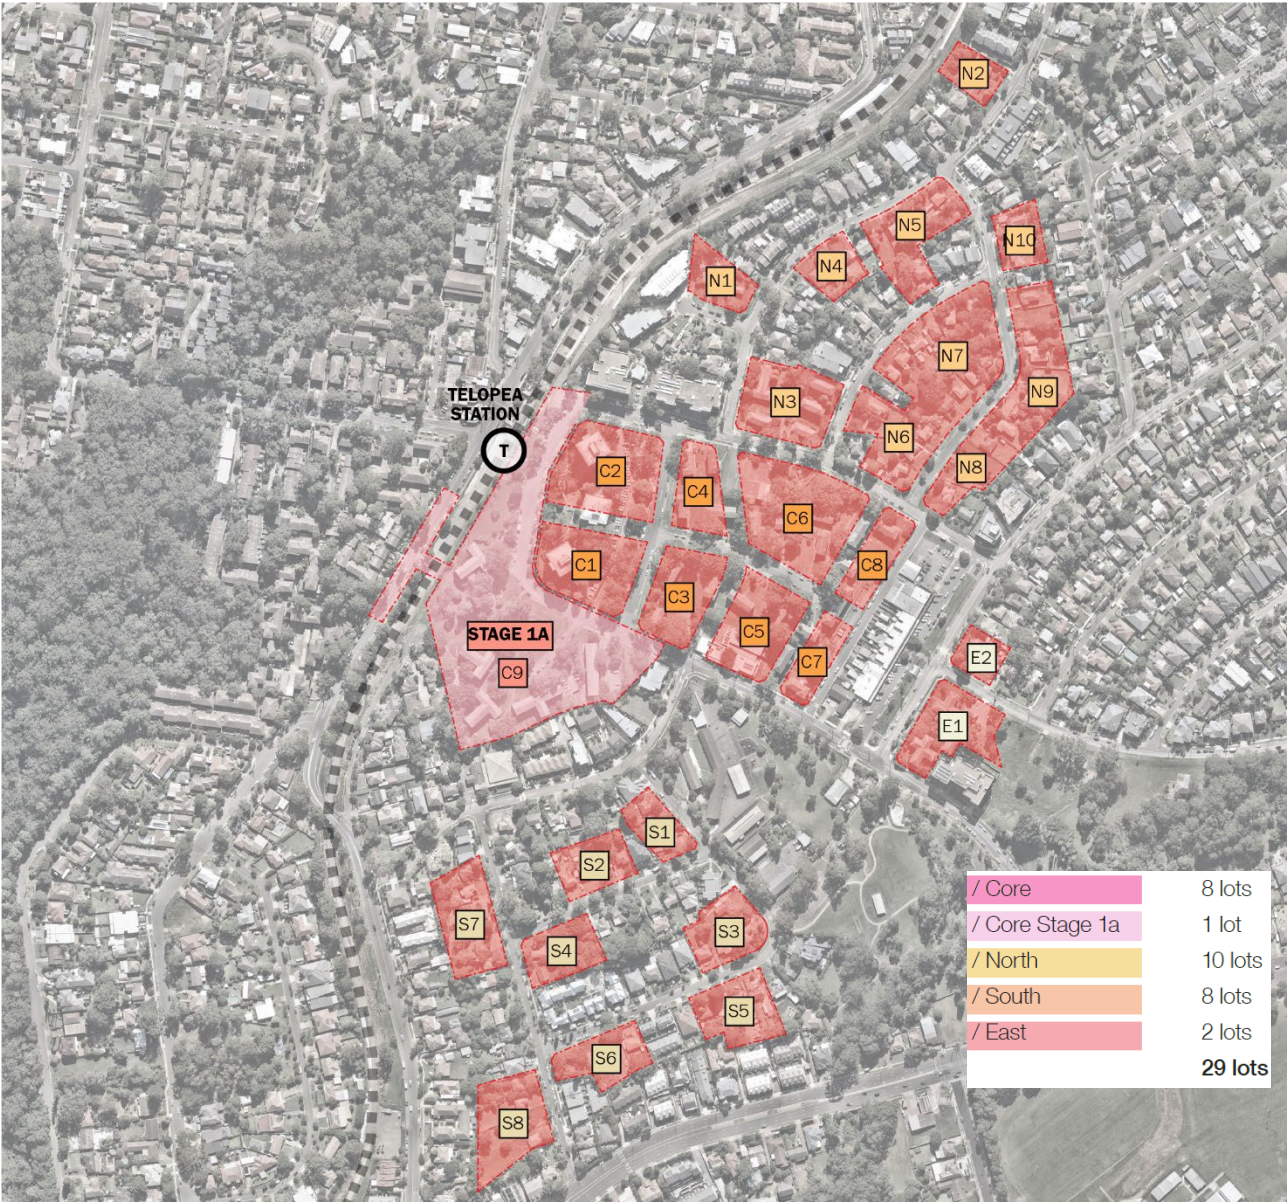 N2
N5
N10
N4
N1
N7
N9
N3
TELOPEA
STATION
T
N6
N8
C2
C4
C6
C1
C8
C3
C5
STAGE 1A
C9
C7
E2
E1
S1
S2
S7
S3
S4
S5
S6
S8
/ Core 8 lots
/ Core Stage 1a 1 lot
/ North 10 lots
/ South 8 lots
/ East 2 lots
29 lots